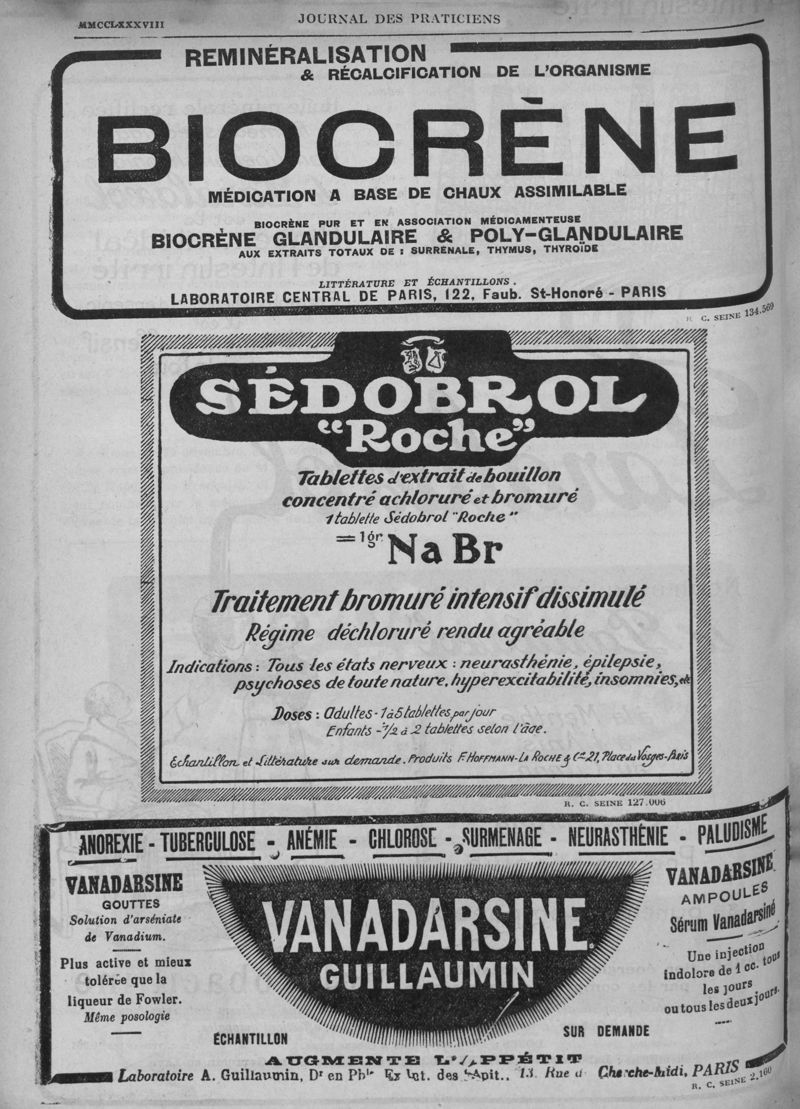 MMCCLXXXVIII
JOURNAL DES PRATICIENS
REMINÉRALISATION
& RÉCALCIFICATION DE L'ORGANISME
BIOCRÈNE
MÉDICATION A BASE DE CHAUX ASSIMILABLE
BIOCRÈNE PUR ET EN ASSOCIATION MÉDICAMENTEUSE
BIOCRÈNE GLANDULAIRE & POLY-GLANDULAIRE
AUX EXTRAITS TOTAUX DE : SURRÉNALE, THYMUS, THYROÏDE
LITTÉRATURE ET ÉCHANTILLONS.
LABORATOIRE CENTRAL DE PARIS, 122, Faub. St-Honoré - PARIS
R. C. SEINE 134.569
SÉDOBROL
"Roche"
Tablettes d'extrait de bouillon
concentré achloruré et bromuré
1 tablette Sédobrol "Roche"
= 1gr. Na Br
Traitement bromuré intensif dissimulé
Régime déchloruré rendu agréable
Indications : Tous les états nerveux : neurasthénie, épilepsie,
psychoses de toute nature, hyperexcitabilité, insomnies, etc
Doses : Adultes - 1 à 5 tablettes par jour
Enfants - 1/2 à 2 tablettes selon l'âge.
Échantillon et Littérature sur demande. Produits F. HOFFMANN-LA ROCHE & Cie 21, Place des Vosges-Paris
R. C. SEINE 127.006
ANOREXIE - TUBERCULOSE - ANÉMIE - CHLOROSE - SURMENAGE - NEURASTHÉNIE - PALUDISME
VANADARSINE
GOUTTES
Solution d'arséniate
de Vanadium.
Plus active et mieux
tolérée que la
liqueur de Fowler.
Même posologie
VANADARSINE
GUILLAUMIN
VANADARSINE
AMPOULES
Sérum Vanadarsiné
Une injection
indolore de 1 cc. tous
les jours
ou tous les deux jours.
ÉCHANTILLON
SUR DEMANDE
AUGMENTE L'APPÉTIT
Laboratoire A. Guillaumin, Dr en Phie Ex Int. des 13 Rue Cherche-Midi, PARIS
R. C. SEINE 2.160